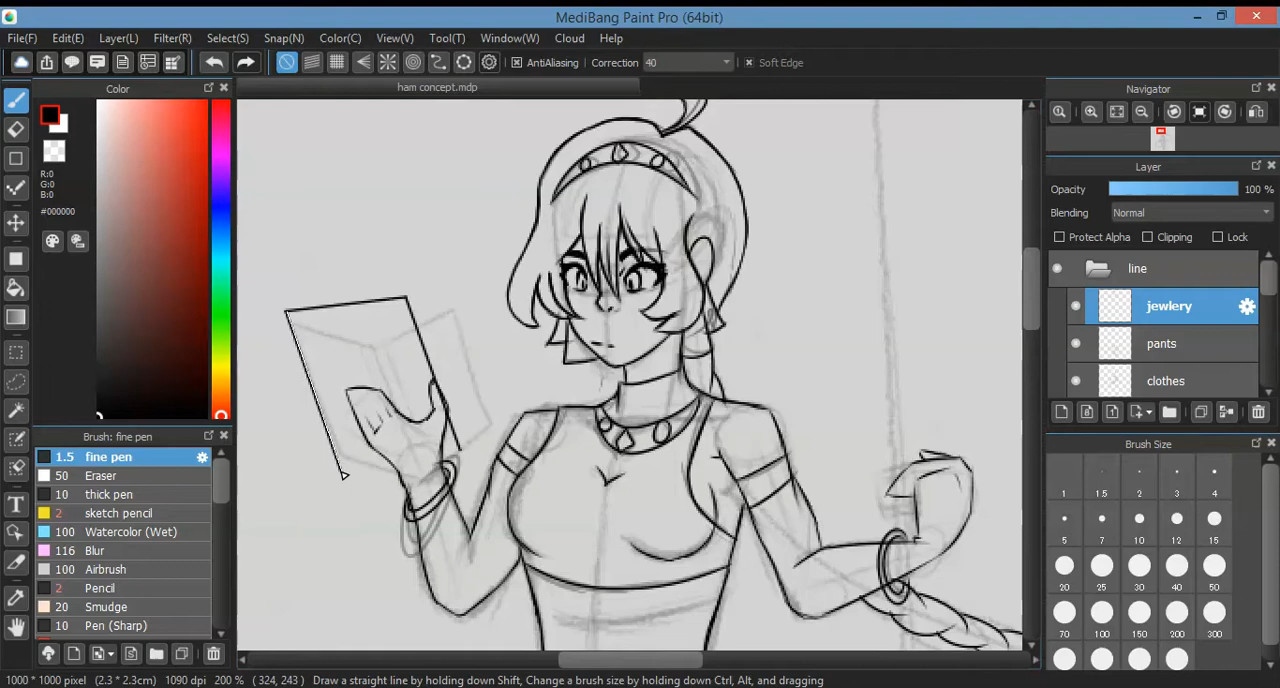 MediBang Paint Pro (64bit)
File(F) Edit(E) Layer(L) Filter(R) Select(S) Snap(N) Color(C) View(V) Tool(T) Window(W) Cloud Help
AntiAliasing Correction 40 Soft Edge
Color
ham concept.mdp
Navigator
R:0
G:0
B:0
#000000
Layer
Opacity 100 %
Blending Normal
Protect Alpha Clipping Lock
line
jewlery
pants
clothes
Brush: fine pen
1.5 fine pen
50 Eraser
10 thick pen
2 sketch pencil
100 Watercolor (Wet)
116 Blur
100 Airbrush
2 Pencil
20 Smudge
10 Pen (Sharp)
Brush Size
1 1.5 2 3 4
5 7 10 12 15
20 25 30 40 50
70 100 150 200 300
1000 * 1000 pixel (2.3 * 2.3cm) 1090 dpi 200 % ( 324, 243 ) Draw a straight line by holding down Shift, Change a brush size by holding down Ctrl, Alt, and dragging